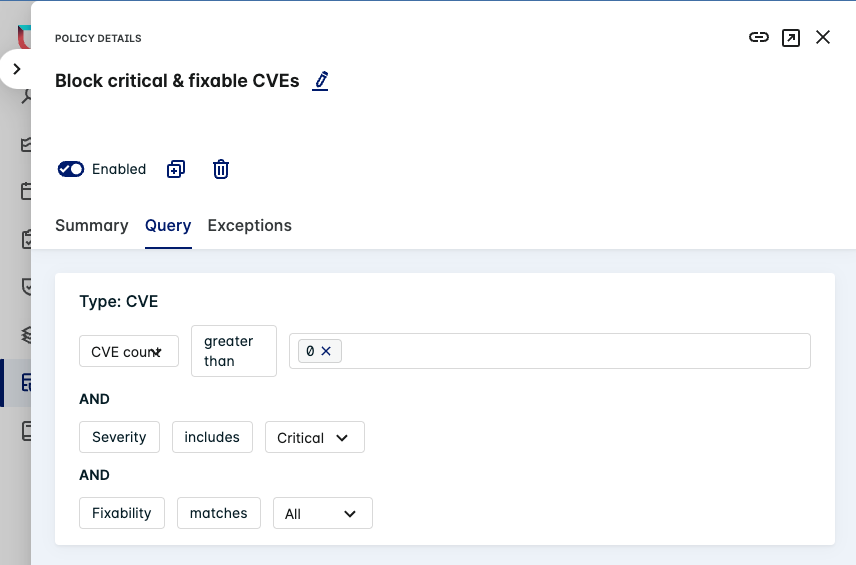 POLICY DETAILS
Block critical & fixable CVEs
Enabled
Summary Query Exceptions
Type: CVE
CVE count greater than 0
AND
Severity includes Critical
AND
Fixability matches All